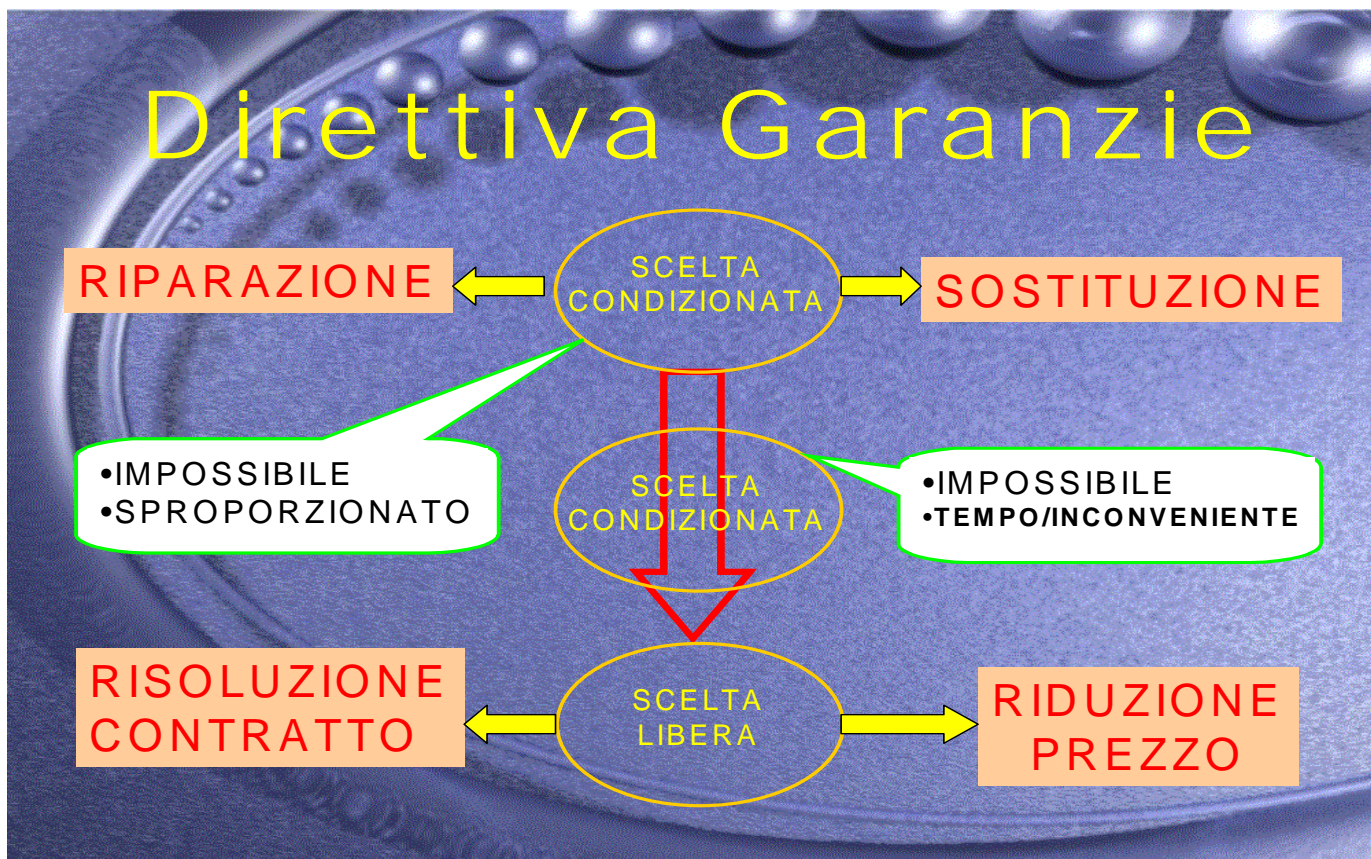 Direttiva Garanzie
RIPARAZIONE
SCELTA
CONDIZIONATA
SOSTITUZIONE
•IMPOSSIBILE
•SPROPORZIONATO
SCELTA
CONDIZIONATA
•IMPOSSIBILE
•TEMPO/INCONVENIENTE
RISOLUZIONE
CONTRATTO
SCELTA
LIBERA
RIDUZIONE
PREZZO